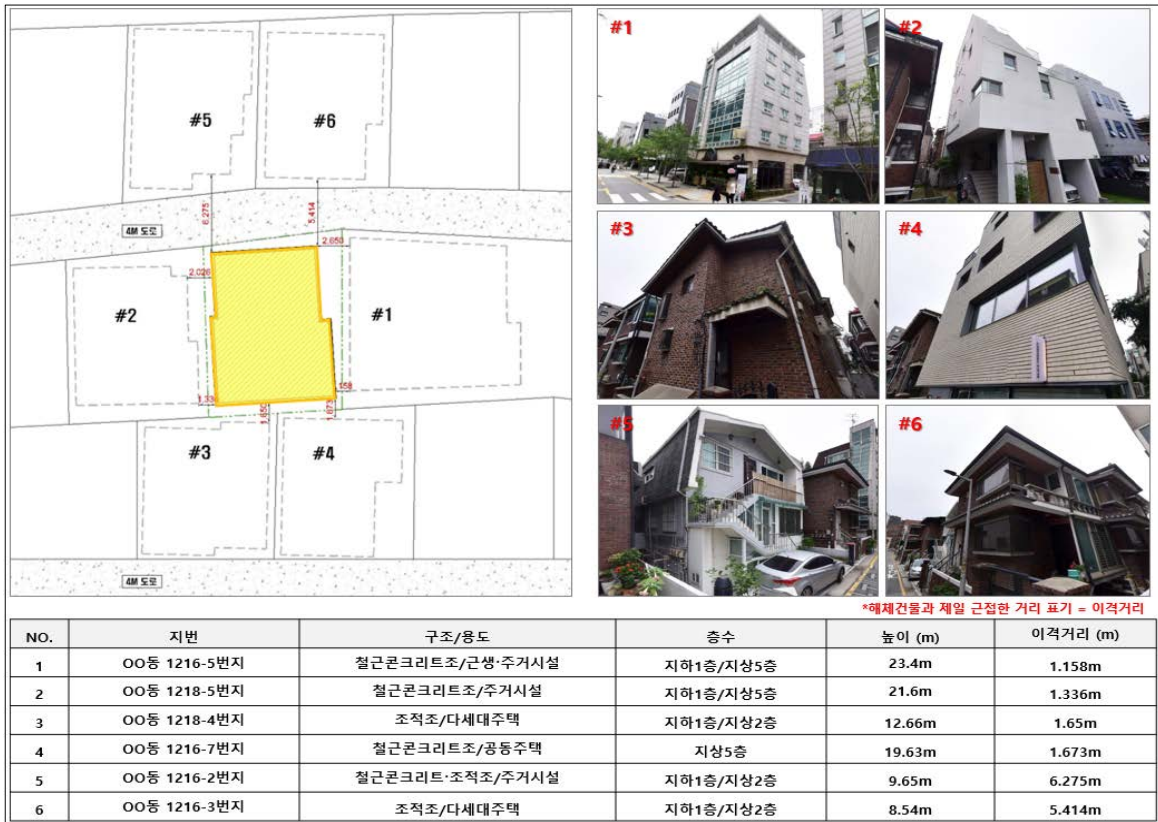 #5
#6
6.275
5.414
4M 도로
2.650
2.026
#2
#1
1.33
.158
1.650
1.673
#3
#4
4M 도로
#1
#2
#3
#4
#5
#6
*해체건물과 제일 근접한 거리 표기 = 이격거리
NO. 지번 구조/용도 층수 높이 (m) 이격거리 (m)
1 OO동 1216-5번지 철근콘크리트조/근생·주거시설 지하1층/지상5층 23.4m 1.158m
2 OO동 1218-5번지 철근콘크리트조/주거시설 지하1층/지상5층 21.6m 1.336m
3 OO동 1218-4번지 조적조/다세대주택 지하1층/지상2층 12.66m 1.65m
4 OO동 1216-7번지 철근콘크리트조/공동주택 지상5층 19.63m 1.673m
5 OO동 1216-2번지 철근콘크리트·조적조/주거시설 지하1층/지상2층 9.65m 6.275m
6 OO동 1216-3번지 조적조/다세대주택 지하1층/지상2층 8.54m 5.414m